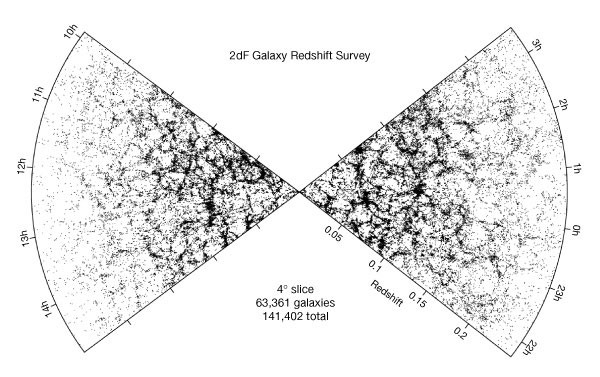 2dF Galaxy Redshift Survey
10h
11h
12h
13h
14h
3h
2h
1h
0h
23h
22h
0.05
0.1
0.15
0.2
Redshift
4° slice
63,361 galaxies
141,402 total